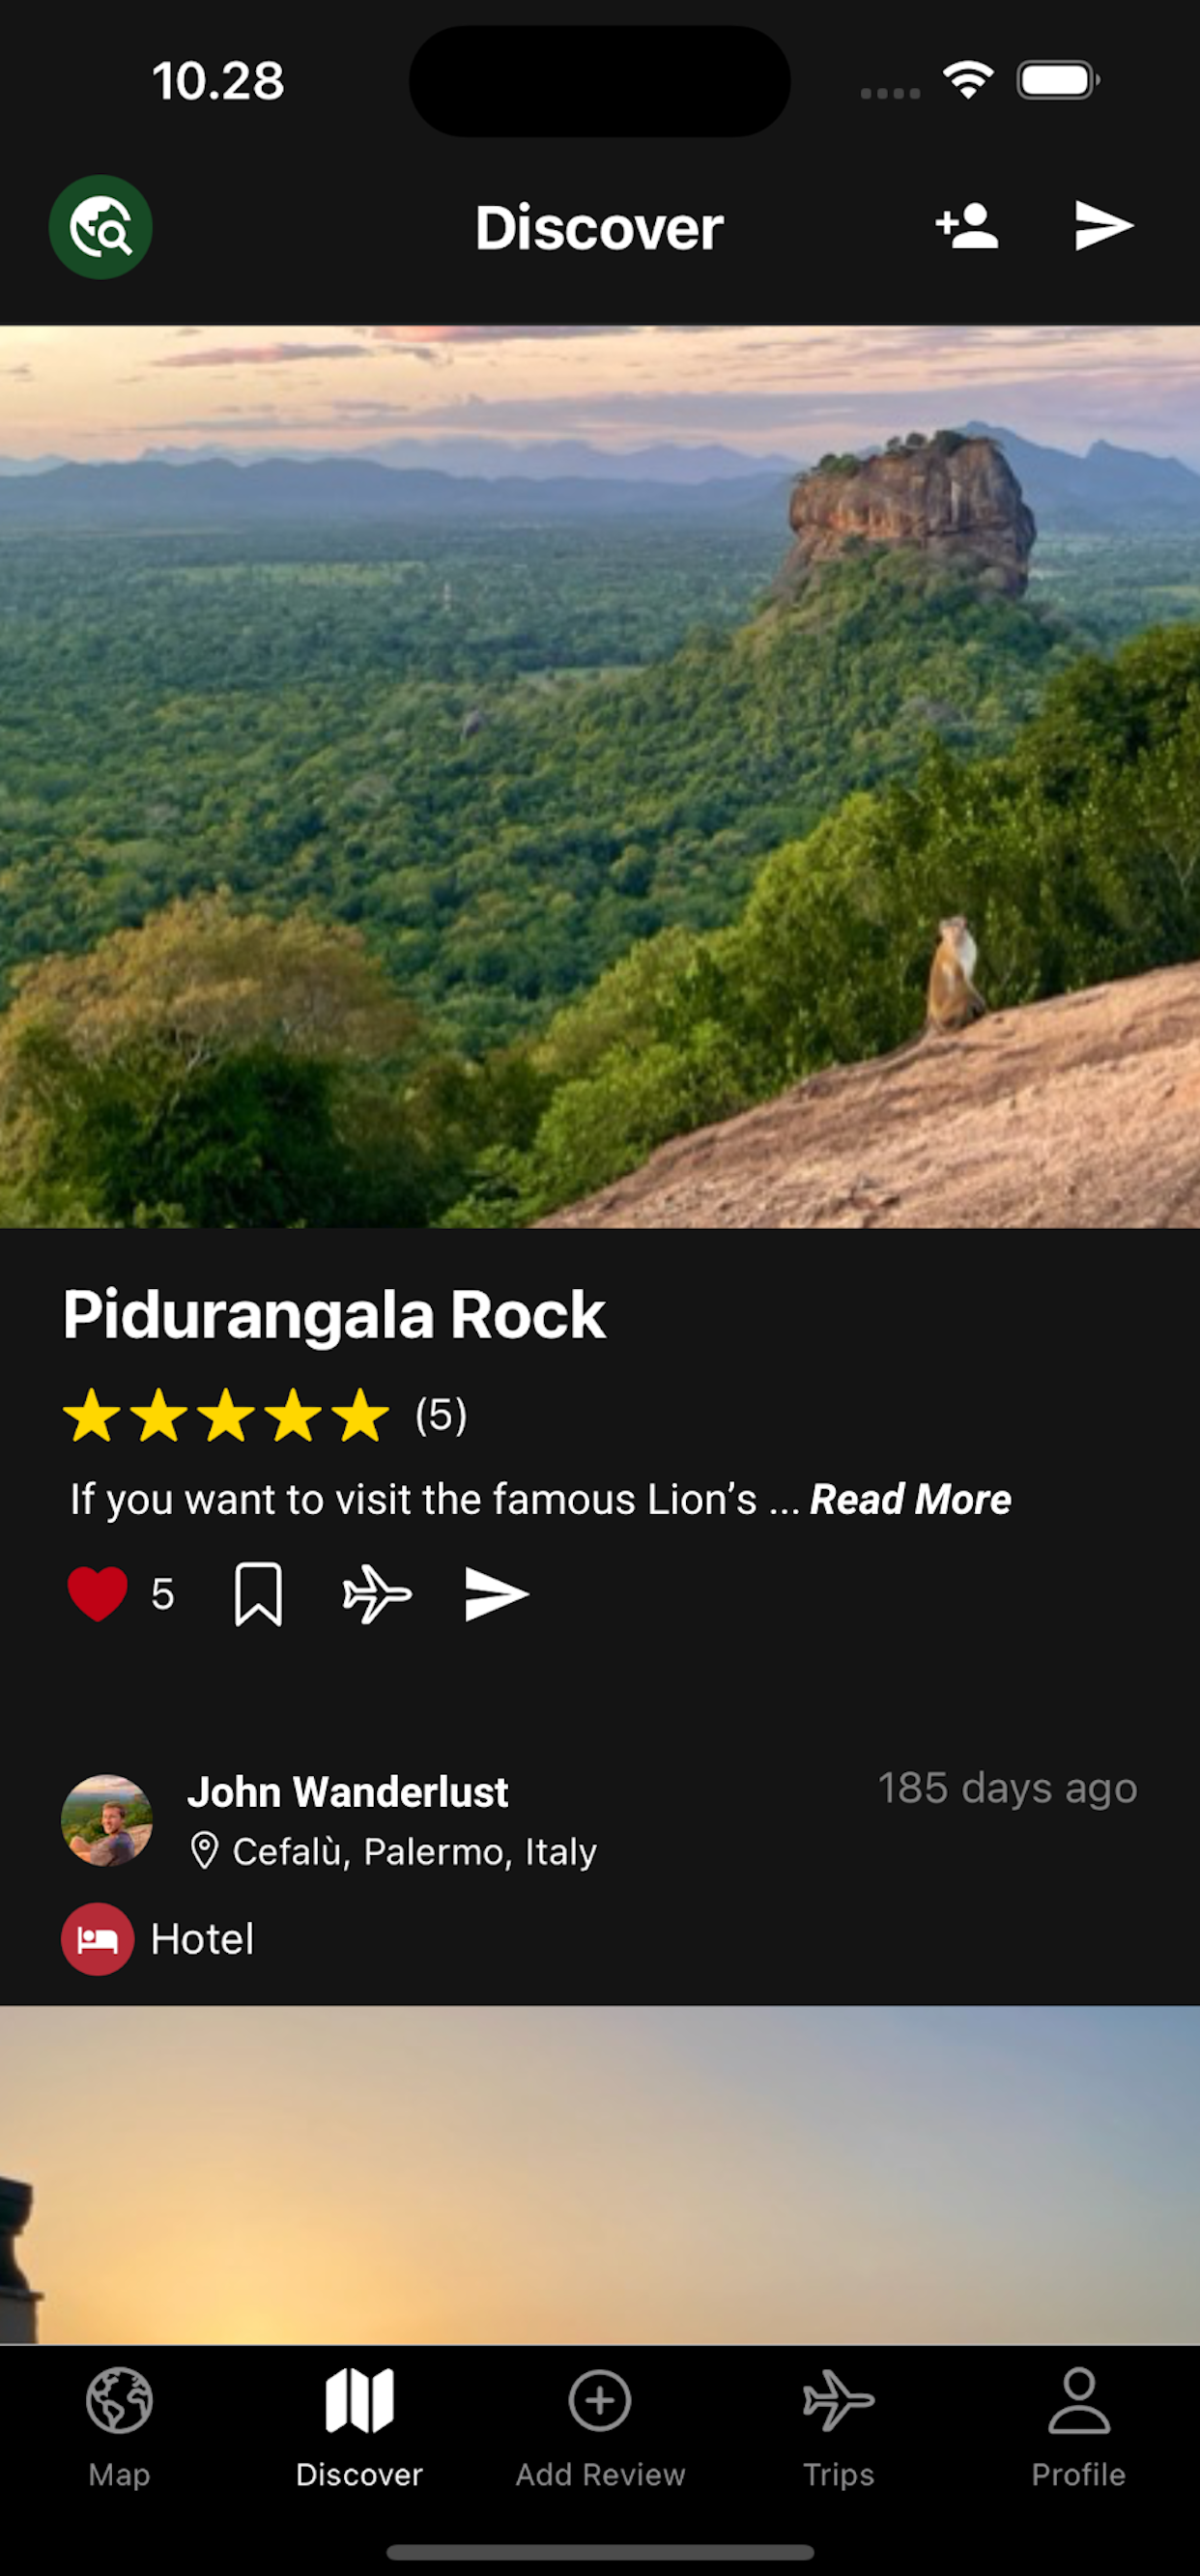 10.28
Discover
Pidurangala Rock
(5)
If you want to visit the famous Lion’s ... Read More
5
John Wanderlust
185 days ago
Cefalù, Palermo, Italy
Hotel
Map
Discover
Add Review
Trips
Profile